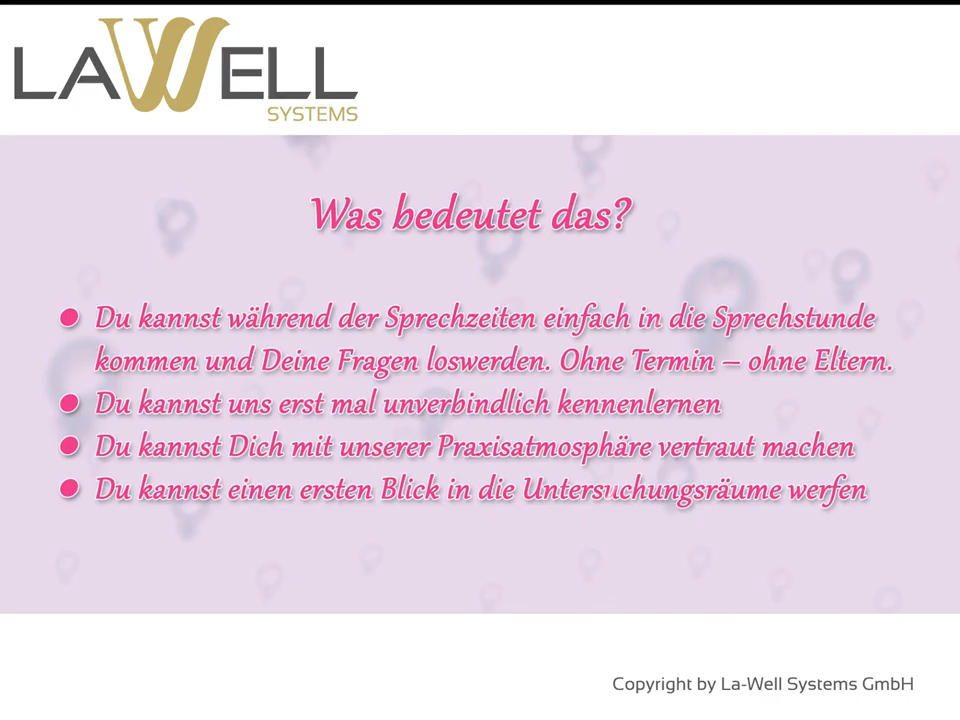 LAWELL
SYSTEMS
Was bedeutet das?
● Du kannst während der Sprechzeiten einfach in die Sprechstunde
kommen und Deine Fragen loswerden. Ohne Termin – ohne Eltern.
● Du kannst uns erst mal unverbindlich kennenlernen
● Du kannst Dich mit unserer Praxisatmosphäre vertraut machen
● Du kannst einen ersten Blick in die Untersuchungsräume werfen
Copyright by La-Well Systems GmbH